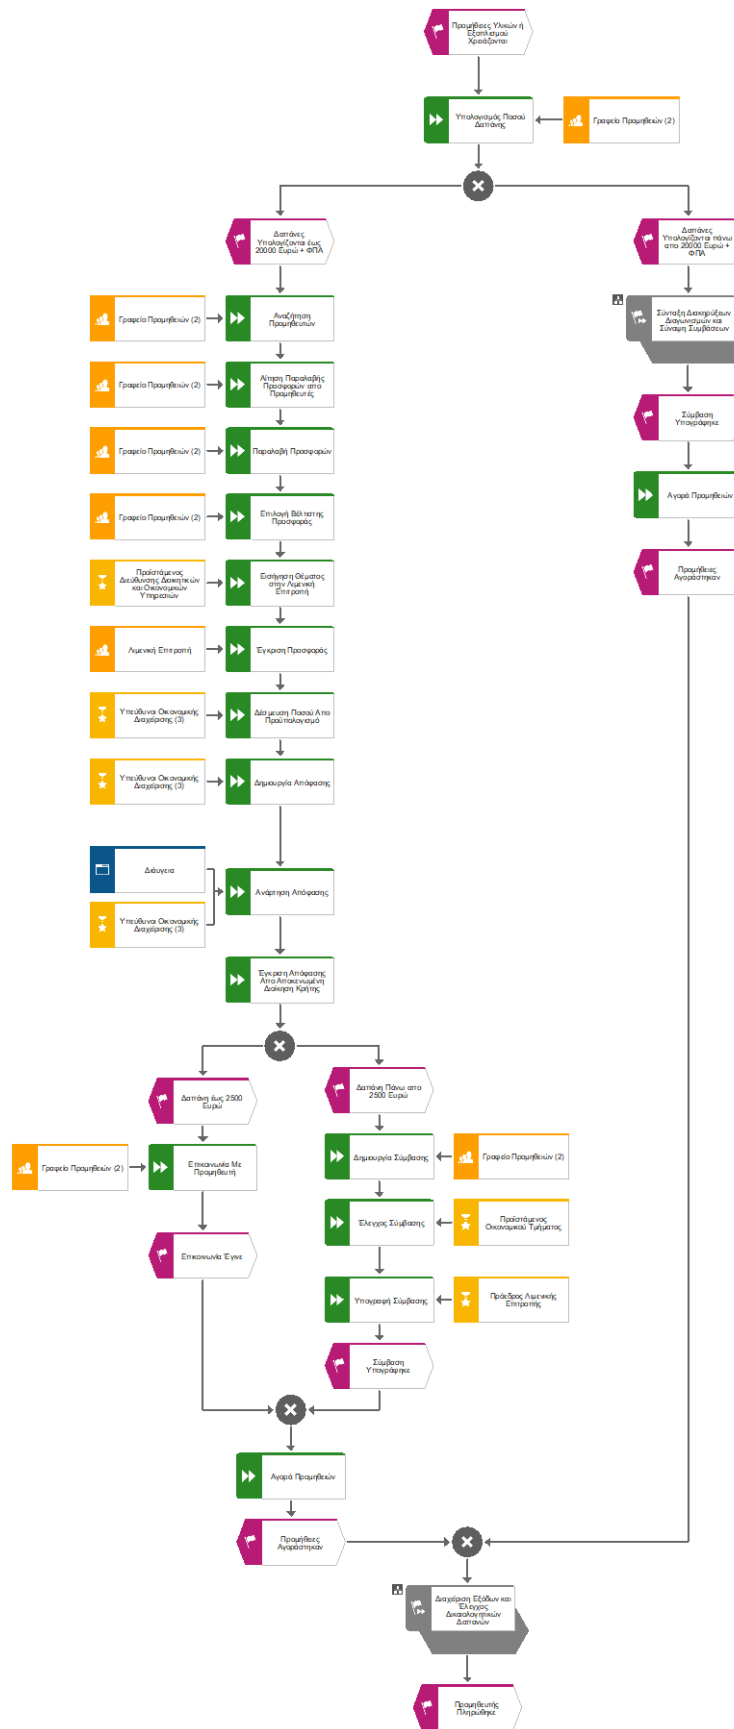 Προμήθειες Υλικών ή
Εξοπλισμού
Χρειάζονται
Υπολογισμός Ποσού
Δαπάνης
Γραφείο Προμηθειών (2)
Δαπάνες
Υπολογίζονται έως
20000 Ευρώ + ΦΠΑ
Δαπάνες
Υπολογίζονται πάνω
απο 20000 Ευρώ +
ΦΠΑ
Γραφείο Προμηθειών (2)
Αναζήτηση
Προμηθευτών
Σύνταξη Διακηρύξεων
Διαγωνισμών και
Σύναψη Συμβάσεων
Γραφείο Προμηθειών (2)
Αίτηση Παραλαβής
Προσφορών απο
Προμηθευτές
Σύμβαση
Υπογράφηκε
Γραφείο Προμηθειών (2)
Παραλαβή Προσφορών
Αγορά Προμηθειών
Γραφείο Προμηθειών (2)
Επιλογή Βέλτιστης
Προσφοράς
Προϊστάμενος
Διεύθυνσης Διοικητικών
και Οικονομικών
Υπηρεσιών
Εισήγηση Θέματος
στην Λιμενική
Επιτροπή
Προμήθειες
Αγοράστηκαν
Λιμενική Επιτροπή
Έγκριση Προσφοράς
Υπεύθυνοι Οικονομικής
Διαχείρισης (3)
Δέσμευση Ποσού Απο
Προϋπολογισμό
Υπεύθυνοι Οικονομικής
Διαχείρισης (3)
Δημιουργία Απόφασης
Διάυγεια
Ανάρτηση Απόφασης
Υπεύθυνοι Οικονομικής
Διαχείρισης (3)
Έγκριση Απόφασης
Απο Αποκενωμένη
Διοίκηση Κρήτης
Δαπάνη έως 2500
Ευρώ
Δαπάνη Πάνω απο
2500 Ευρώ
Γραφείο Προμηθειών (2)
Επικοινωνία Με
Προμηθευτή
Δημιουργία Σύμβασης
Γραφείο Προμηθειών (2)
Έλεγχος Σύμβασης
Προϊστάμενος
Οικονομικού Τμήματος
Επικοινωνία Έγινε
Υπογραφή Σύμβασης
Πρόεδρος Λιμενικής
Επιτροπής
Σύμβαση
Υπογράφηκε
Αγορά Προμηθειών
Προμήθειες
Αγοράστηκαν
Διαχείριση Εξόδων και
Έλεγχος
Δικαιολογητικών
Δαπανών
Προμηθευτής
Πληρώθηκε